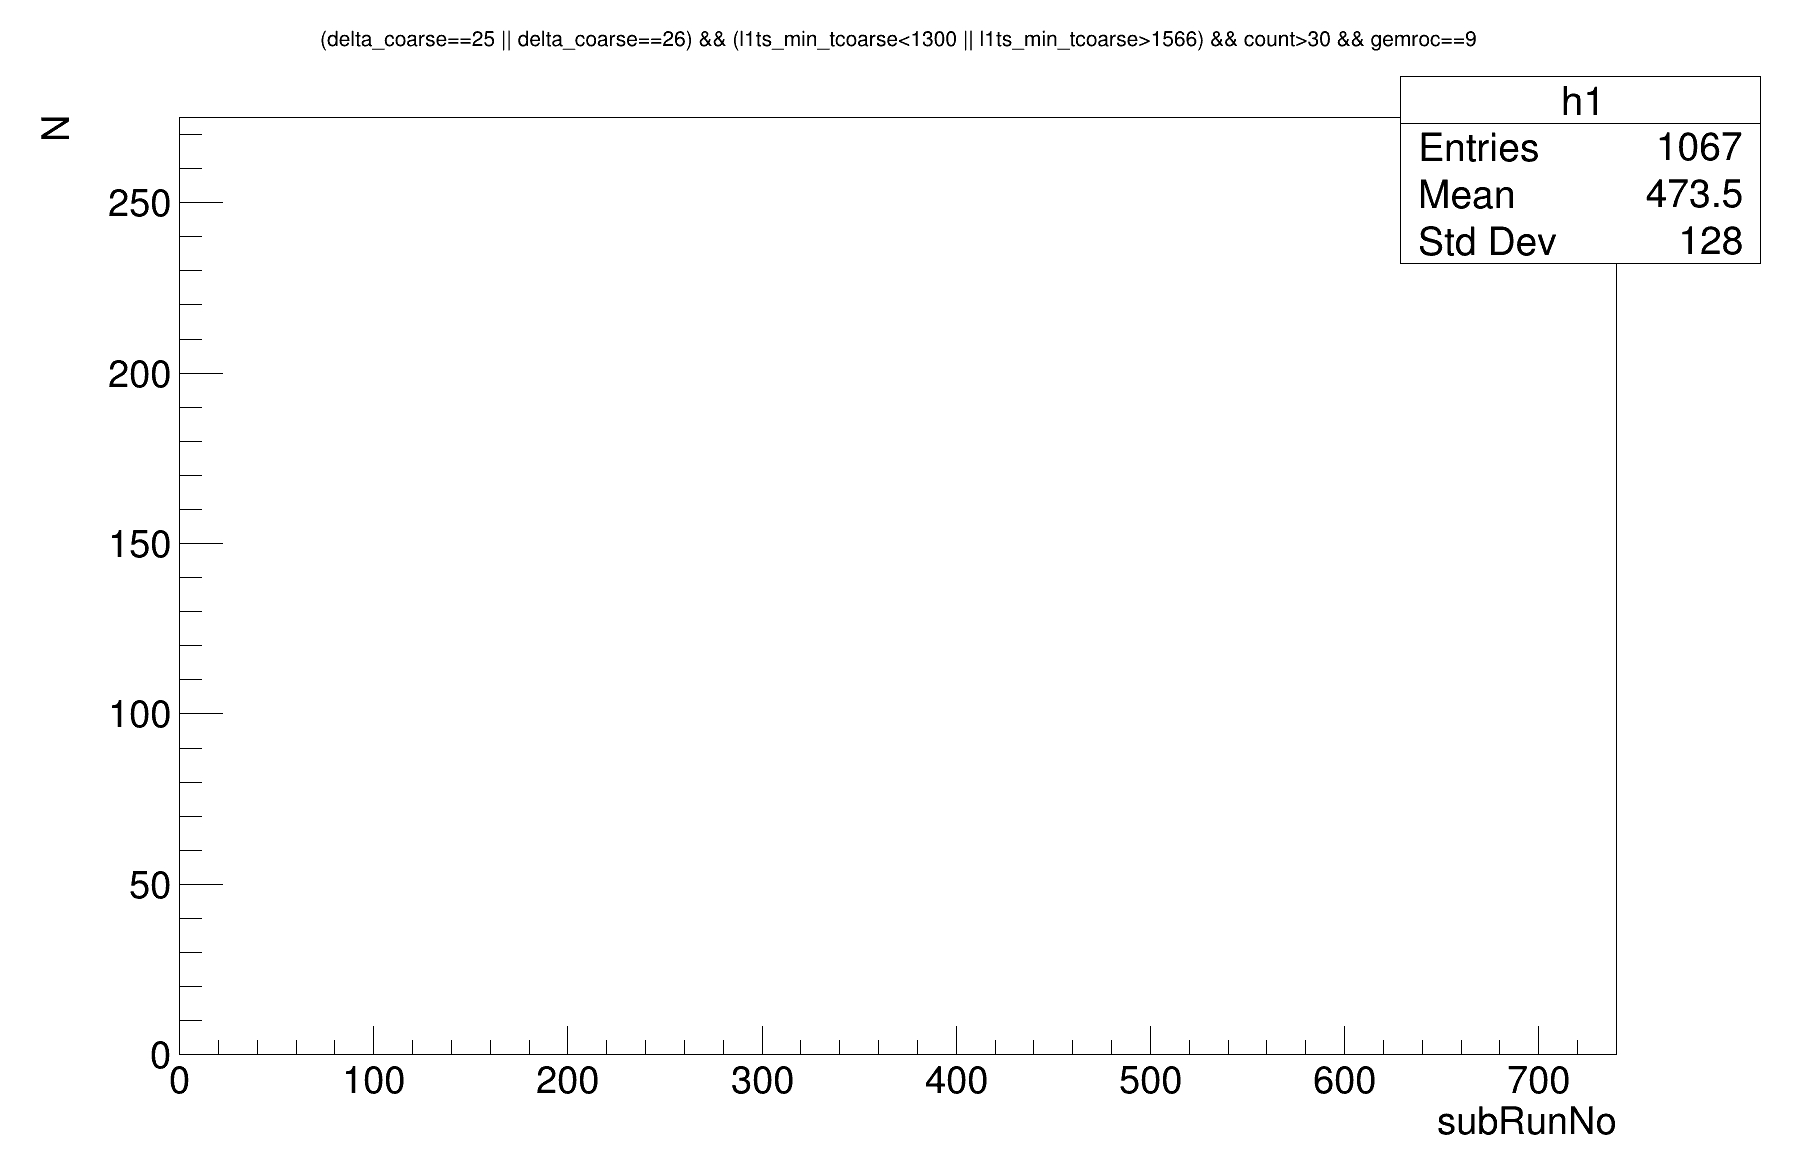 (delta_coarse==25 || delta_coarse==26) && (l1ts_min_tcoarse<1300 || l1ts_min_tcoarse>1566) && count>30 && gemroc==9
h1
Entries 1067
Mean 473.5
Std Dev 128
N
250
200
150
100
50
0
0 100 200 300 400 500 600 700
subRunNo